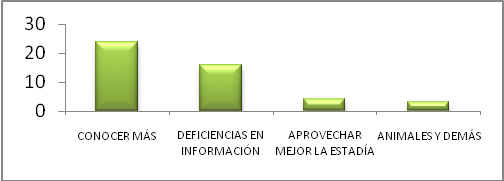 30
20
10
0
CONOCER MÁS
DEFICIENCIAS EN
INFORMACIÓN
APROVECHAR
MEJOR LA ESTADÍA
ANIMALES Y DEMÁS